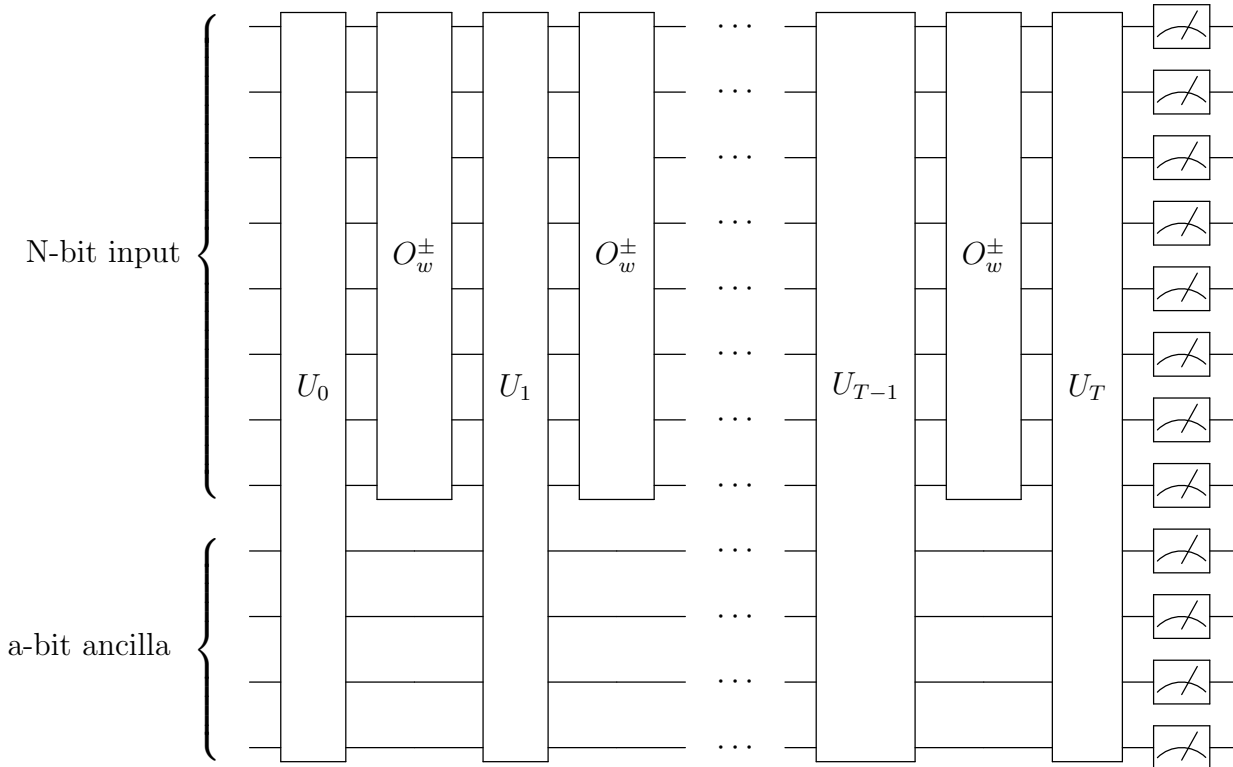 N-bit input
a-bit ancilla
U_0
O_w^±
U_1
O_w^±
...
U_{T-1}
O_w^±
U_T